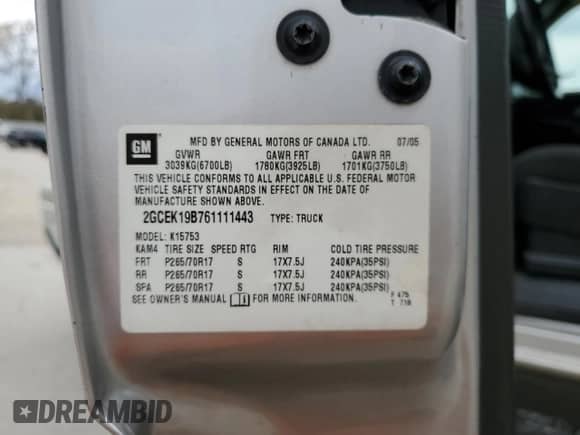 GM
MFD BY GENERAL MOTORS OF CANADA LTD. 07/05
GVWR GAWR FRT GAWR RR
3039KG(6700LB) 1780KG(3925LB) 1701KG(3750LB)
THIS VEHICLE CONFORMS TO ALL APPLICABLE U.S. FEDERAL MOTOR
VEHICLE SAFETY STANDARDS IN EFFECT ON THE DATE OF
MANUFACTURE SHOWN ABOVE.
2GCEK19B761111443 TYPE: TRUCK
MODEL: K15753
KAM4 TIRE SIZE SPEED RTG RIM COLD TIRE PRESSURE
FRT P265/70R17 S 17X7.5J 240KPA(35PSI)
RR P265/70R17 S 17X7.5J 240KPA(35PSI)
SPA P265/70R17 S 17X7.5J 240KPA(35PSI)
SEE OWNER'S MANUAL FOR MORE INFORMATION.
F 475
T 718
DREAMBID